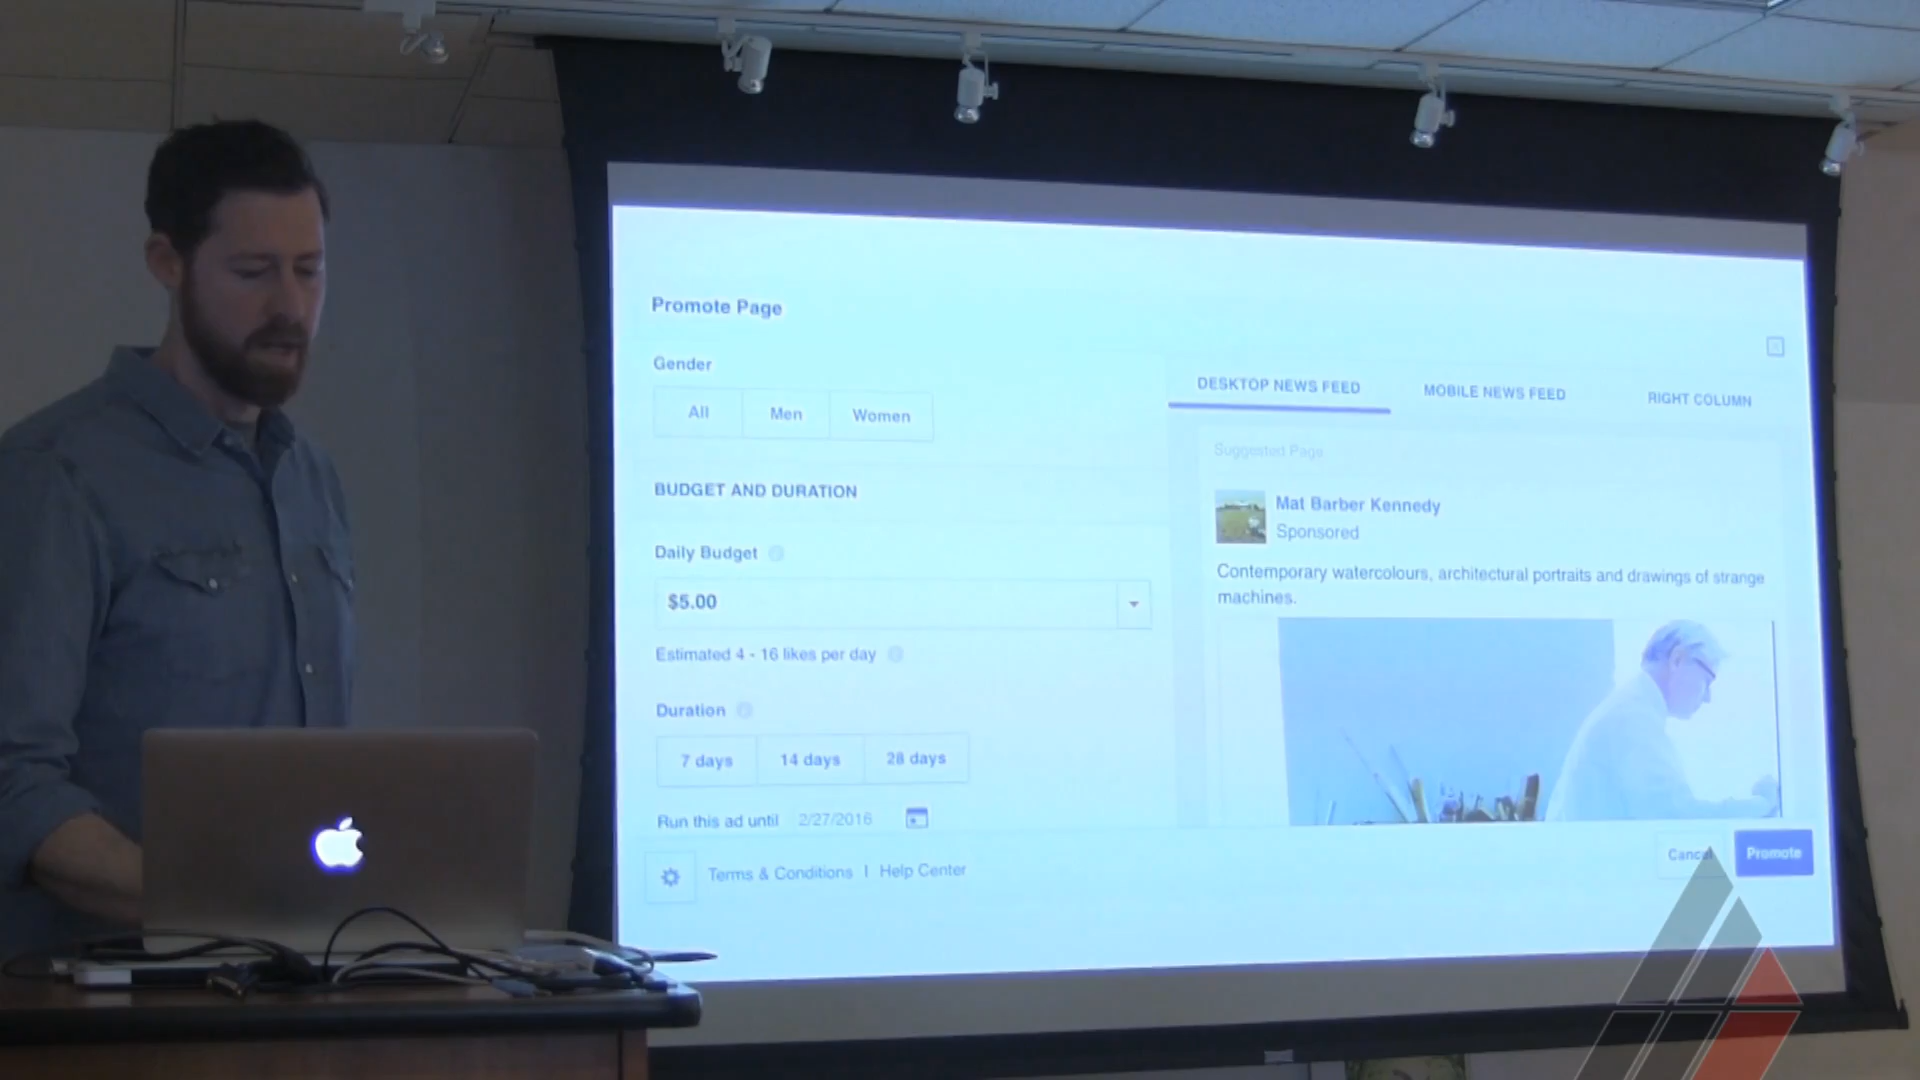 Promote Page
Gender
All Men Women
BUDGET AND DURATION
Daily Budget
$5.00
Estimated 4 - 16 likes per day
Duration
7 days 14 days 28 days
Run this ad until 2/27/2016
Terms & Conditions | Help Center
DESKTOP NEWS FEED MOBILE NEWS FEED RIGHT COLUMN
Suggested Page
Mat Barber Kennedy
Sponsored
Contemporary watercolours, architectural portraits and drawings of strange
machines.
Cancel Promote